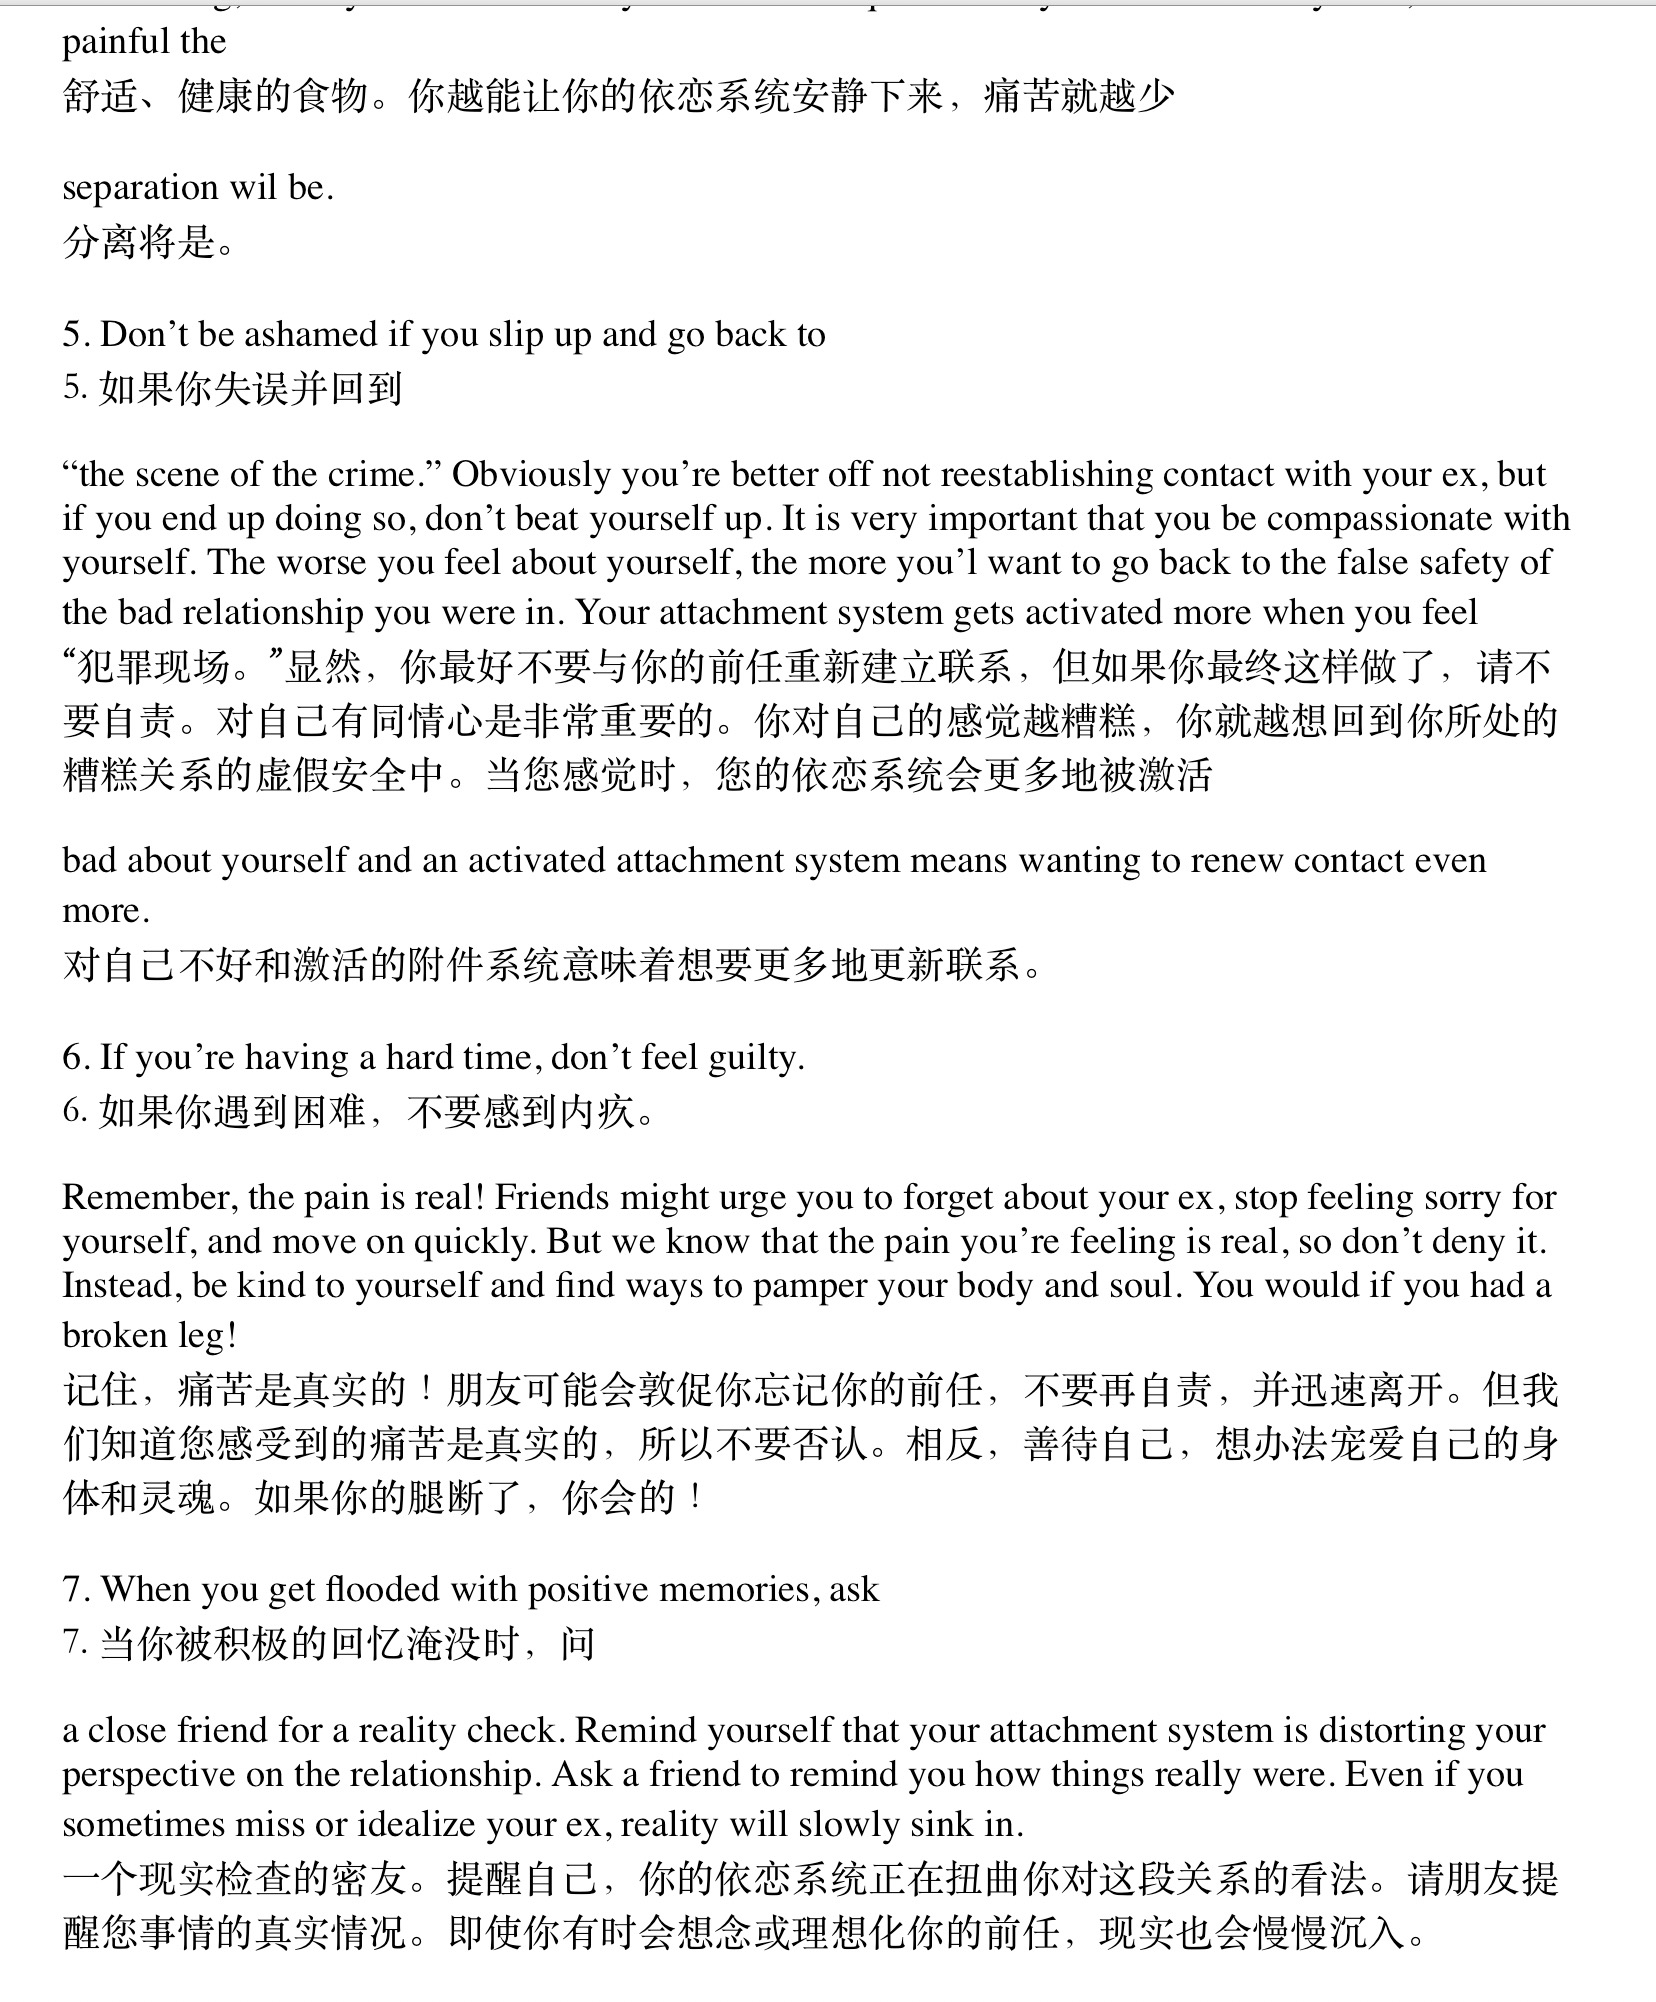 painful the
舒适、健康的食物。你越能让你的依恋系统安静下来，痛苦就越少
separation wil be.
分离将是。
5. Don’t be ashamed if you slip up and go back to
5. 如果你失误并回到
“the scene of the crime.” Obviously you’re better off not reestablishing contact with your ex, but
if you end up doing so, don’t beat yourself up. It is very important that you be compassionate with
yourself. The worse you feel about yourself, the more you’l want to go back to the false safety of
the bad relationship you were in. Your attachment system gets activated more when you feel
“犯罪现场。”显然，你最好不要与你的前任重新建立联系，但如果你最终这样做了，请不
要自责。对自己有同情心是非常重要的。你对自己的感觉越糟糕，你就越想回到你所处的
糟糕关系的虚假安全中。当您感觉时，您的依恋系统会更多地被激活
bad about yourself and an activated attachment system means wanting to renew contact even
more.
对自己不好和激活的附件系统意味着想要更多地更新联系。
6. If you’re having a hard time, don’t feel guilty.
6. 如果你遇到困难，不要感到内疚。
Remember, the pain is real! Friends might urge you to forget about your ex, stop feeling sorry for
yourself, and move on quickly. But we know that the pain you’re feeling is real, so don’t deny it.
Instead, be kind to yourself and find ways to pamper your body and soul. You would if you had a
broken leg!
记住，痛苦是真实的！朋友可能会敦促你忘记你的前任，不要再自责，并迅速离开。但我
们知道您感受到的痛苦是真实的，所以不要否认。相反，善待自己，想办法宠爱自己的身
体和灵魂。如果你的腿断了，你会的！
7. When you get flooded with positive memories, ask
7. 当你被积极的回忆淹没时，问
a close friend for a reality check. Remind yourself that your attachment system is distorting your
perspective on the relationship. Ask a friend to remind you how things really were. Even if you
sometimes miss or idealize your ex, reality will slowly sink in.
一个现实检查的密友。提醒自己，你的依恋系统正在扭曲你对这段关系的看法。请朋友提
醒您事情的真实情况。即使你有时会想念或理想化你的前任，现实也会慢慢沉入。